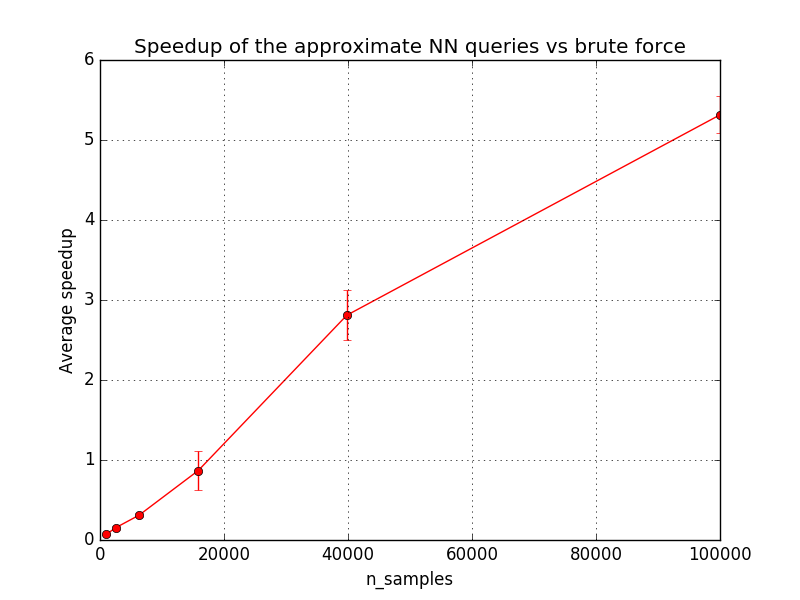 Speedup of the approximate NN queries vs brute force
6
5
4
3
2
1
0
Average speedup
0 20000 40000 60000 80000 100000
n_samples